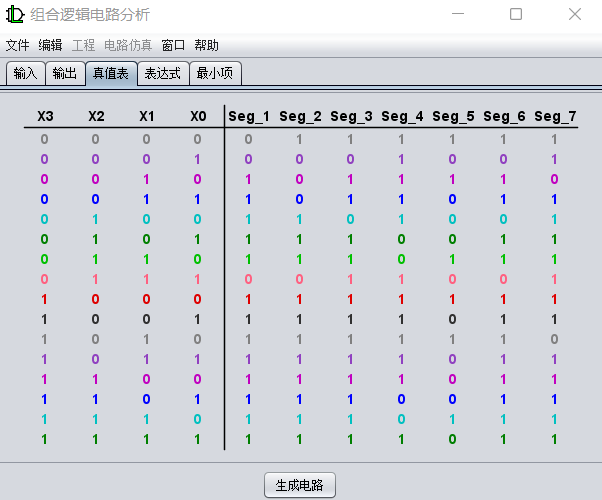 组合逻辑电路分析
文件 编辑 工程 电路仿真 窗口 帮助
输入 输出 真值表 表达式 最小项
X3 X2 X1 X0 Seg_1 Seg_2 Seg_3 Seg_4 Seg_5 Seg_6 Seg_7
0 0 0 0 0 1 1 1 1 1 1
0 0 0 1 0 0 0 1 0 0 1
0 0 1 0 1 0 1 1 1 1 0
0 0 1 1 1 0 1 1 0 1 1
0 1 0 0 1 1 0 1 0 0 1
0 1 0 1 1 1 1 0 0 1 1
0 1 1 0 1 1 1 0 1 1 1
0 1 1 1 0 0 1 1 0 0 1
1 0 0 0 1 1 1 1 1 1 1
1 0 0 1 1 1 1 1 0 1 1
1 0 1 0 1 1 1 1 1 1 0
1 0 1 1 1 1 1 1 0 1 1
1 1 0 0 1 1 1 1 0 1 1
1 1 0 1 1 1 1 0 0 1 1
1 1 1 0 1 1 1 0 1 1 1
1 1 1 1 1 1 1 1 0 1 1
生成电路